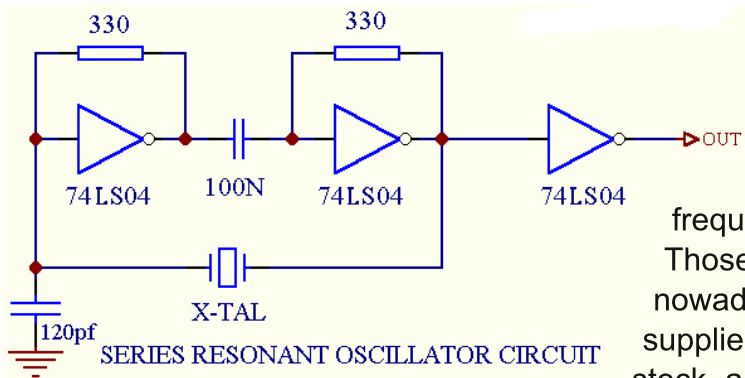 330
330
74LS04
100N
74LS04
74LS04
OUT
X-TAL
120pf
SERIES RESONANT OSCILLATOR CIRCUIT
frequ
Those
nowad
supplie